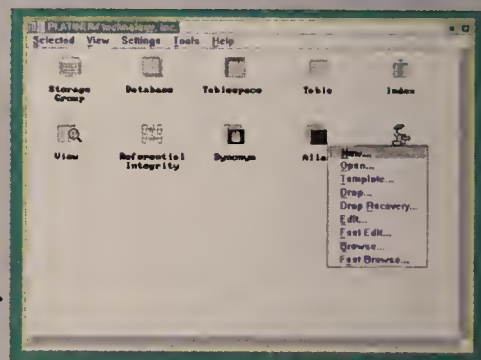 PLATINUM technology, inc.
Selected View Settings Tools Help
Storage Group
Database
Tablespace
Table
Index
View
Referential Integrity
Synonym
Alias
New...
Open...
Template...
Drop...
Drop Recovery...
Edit...
Fast Edit...
Browse...
Fast Browse...